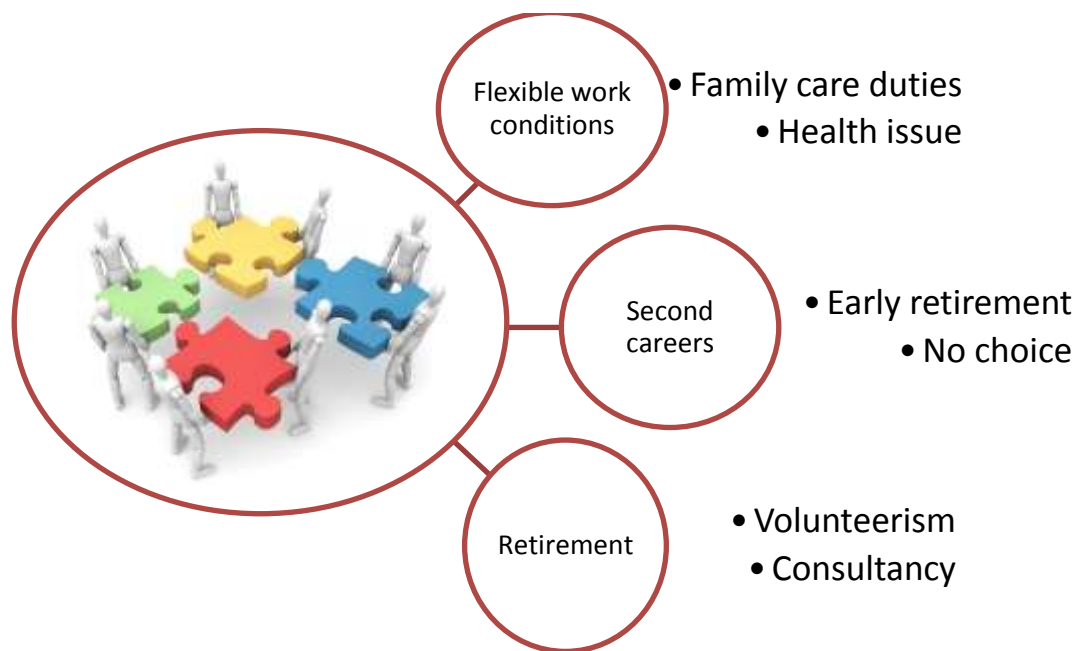 Flexible work
conditions
• Family care duties
• Health issue
Second
careers
• Early retirement
• No choice
Retirement
• Volunteerism
• Consultancy